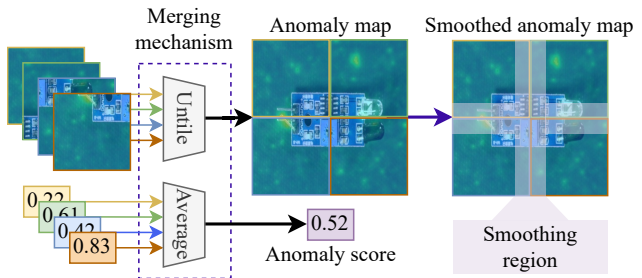 Merging
mechanism
Anomaly map
Smoothed anomaly map
Untile
0.22
0.61
0.42
0.83
Average
0.52
Anomaly score
Smoothing
region